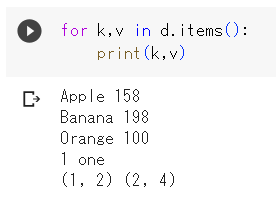 for k,v in d.items():
    print(k,v)
Apple 158
Banana 198
Orange 100
1 one
(1, 2) (2, 4)